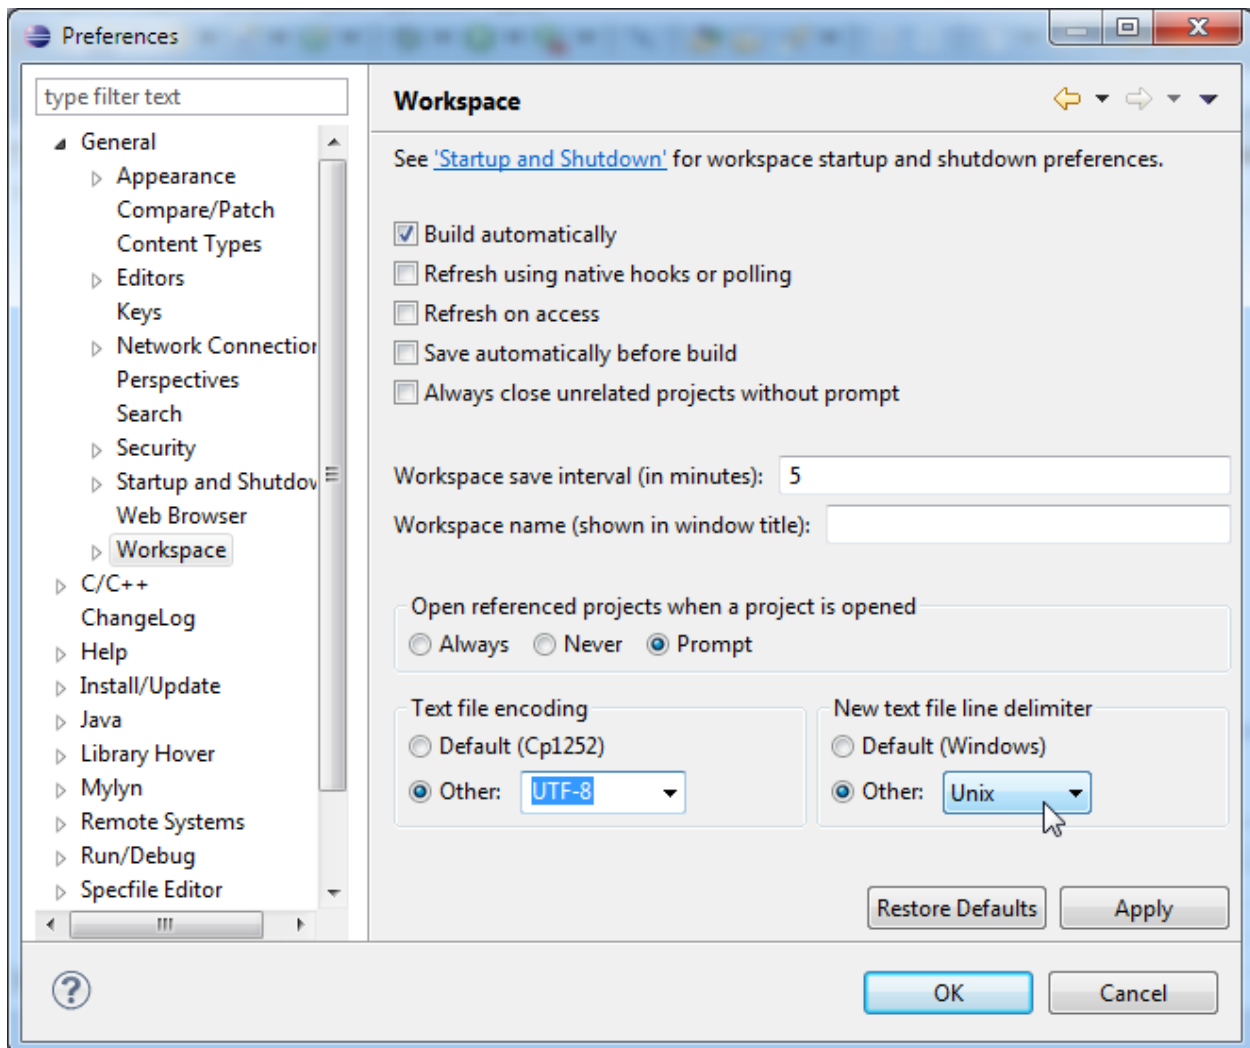 Preferences
type filter text
General
Appearance
Compare/Patch
Content Types
Editors
Keys
Network Connection
Perspectives
Search
Security
Startup and Shutdow
Web Browser
Workspace
C/C++
ChangeLog
Help
Install/Update
Java
Library Hover
Mylyn
Remote Systems
Run/Debug
Specfile Editor
Workspace
See 'Startup and Shutdown' for workspace startup and shutdown preferences.
Build automatically
Refresh using native hooks or polling
Refresh on access
Save automatically before build
Always close unrelated projects without prompt
Workspace save interval (in minutes): 5
Workspace name (shown in window title):
Open referenced projects when a project is opened
Always Never Prompt
Text file encoding
Default (Cp1252)
Other: UTF-8
New text file line delimiter
Default (Windows)
Other: Unix
Restore Defaults Apply
OK Cancel